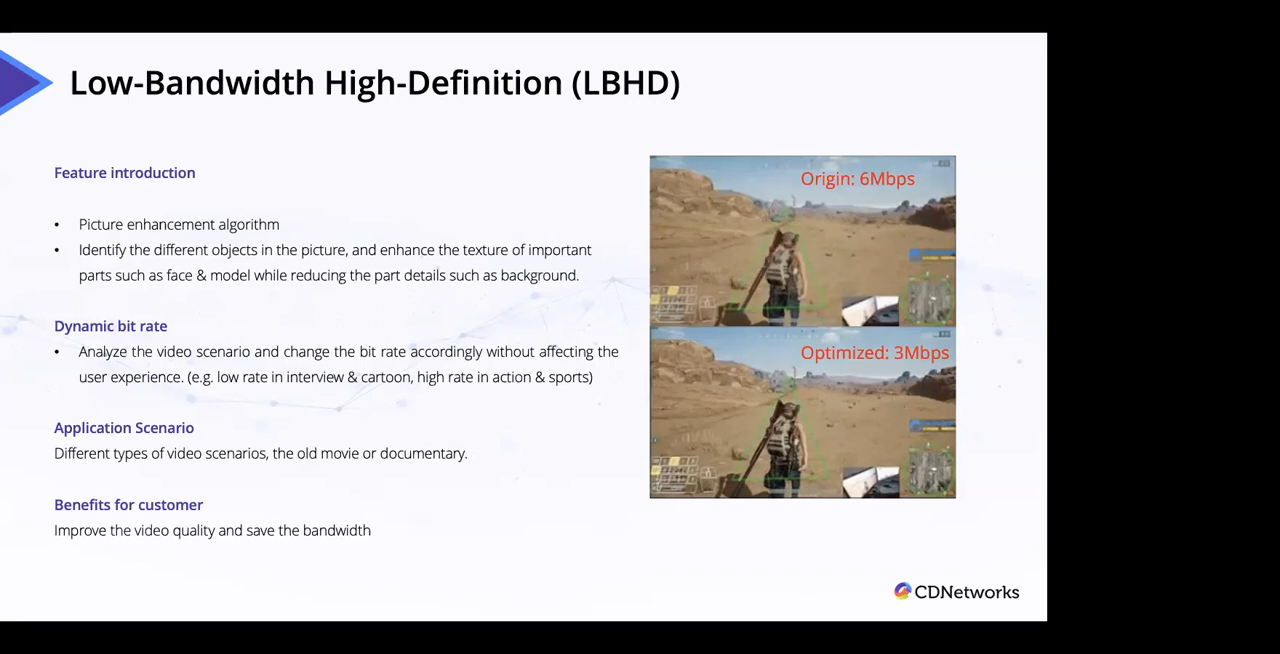 Low-Bandwidth High-Definition (LBHD)
Feature introduction
• Picture enhancement algorithm
• Identify the different objects in the picture, and enhance the texture of important
parts such as face & model while reducing the part details such as background.
Dynamic bit rate
• Analyze the video scenario and change the bit rate accordingly without affecting the
user experience. (e.g. low rate in interview & cartoon, high rate in action & sports)
Application Scenario
Different types of video scenarios, the old movie or documentary.
Benefits for customer
Improve the video quality and save the bandwidth
Origin: 6Mbps
Optimized: 3Mbps
CDNetworks